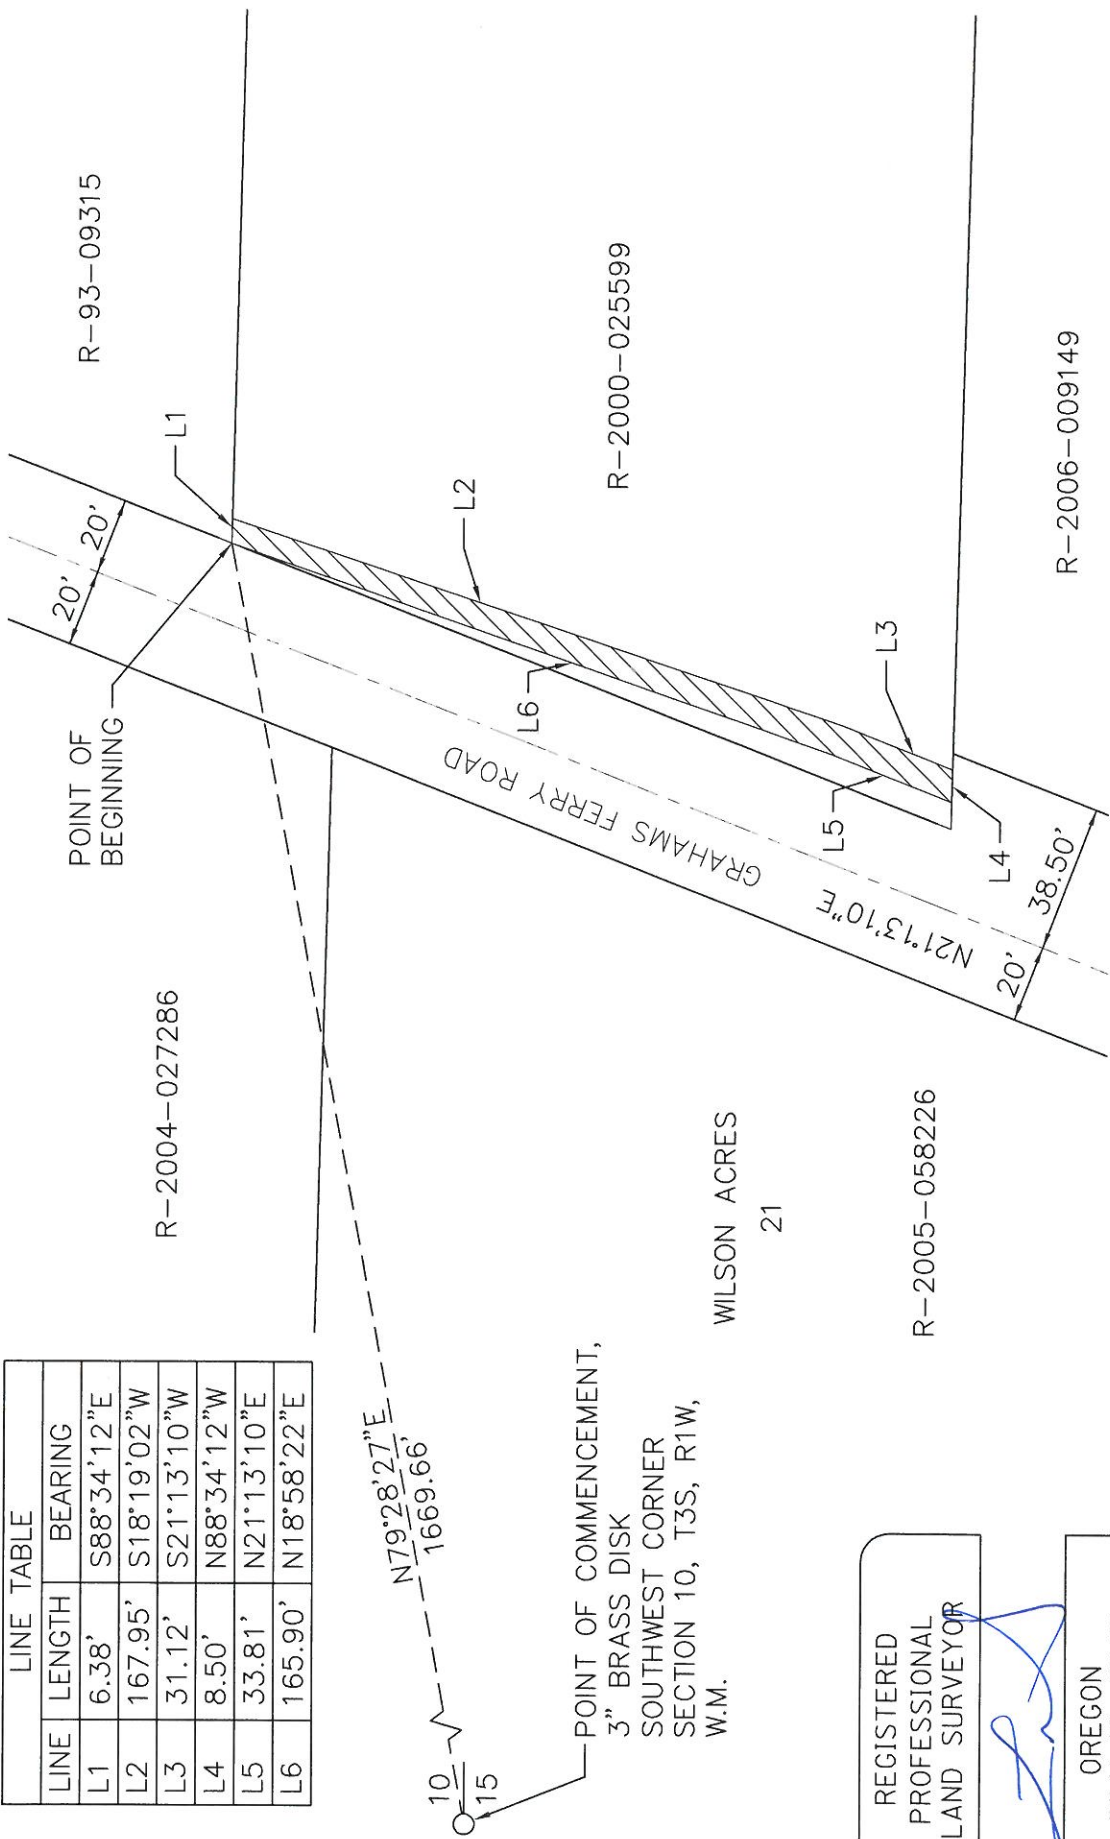 LINE TABLE
LINE LENGTH BEARING
L1 6.38' S88°34'12"E
L2 167.95' S18°19'02"W
L3 31.12' S21°13'10"W
L4 8.50' N88°34'12"W
L5 33.81' N21°13'10"E
L6 165.90' N18°58'22"E
R-2004-027286
POINT OF
BEGINNING
20'
20'
R-93-09315
L1
N79°28'27"E
1669.66'
10
15
POINT OF COMMENCEMENT,
3" BRASS DISK
SOUTHWEST CORNER
SECTION 10, T3S, R1W,
W.M.
GRAHAMS FERRY ROAD
N21°13'10"E
L6
L2
R-2000-025599
WILSON ACRES
21
L5
L3
L4
R-2005-058226
20'
38.50'
R-2006-009149
REGISTERED
PROFESSIONAL
LAND SURVEYOR
OREGON